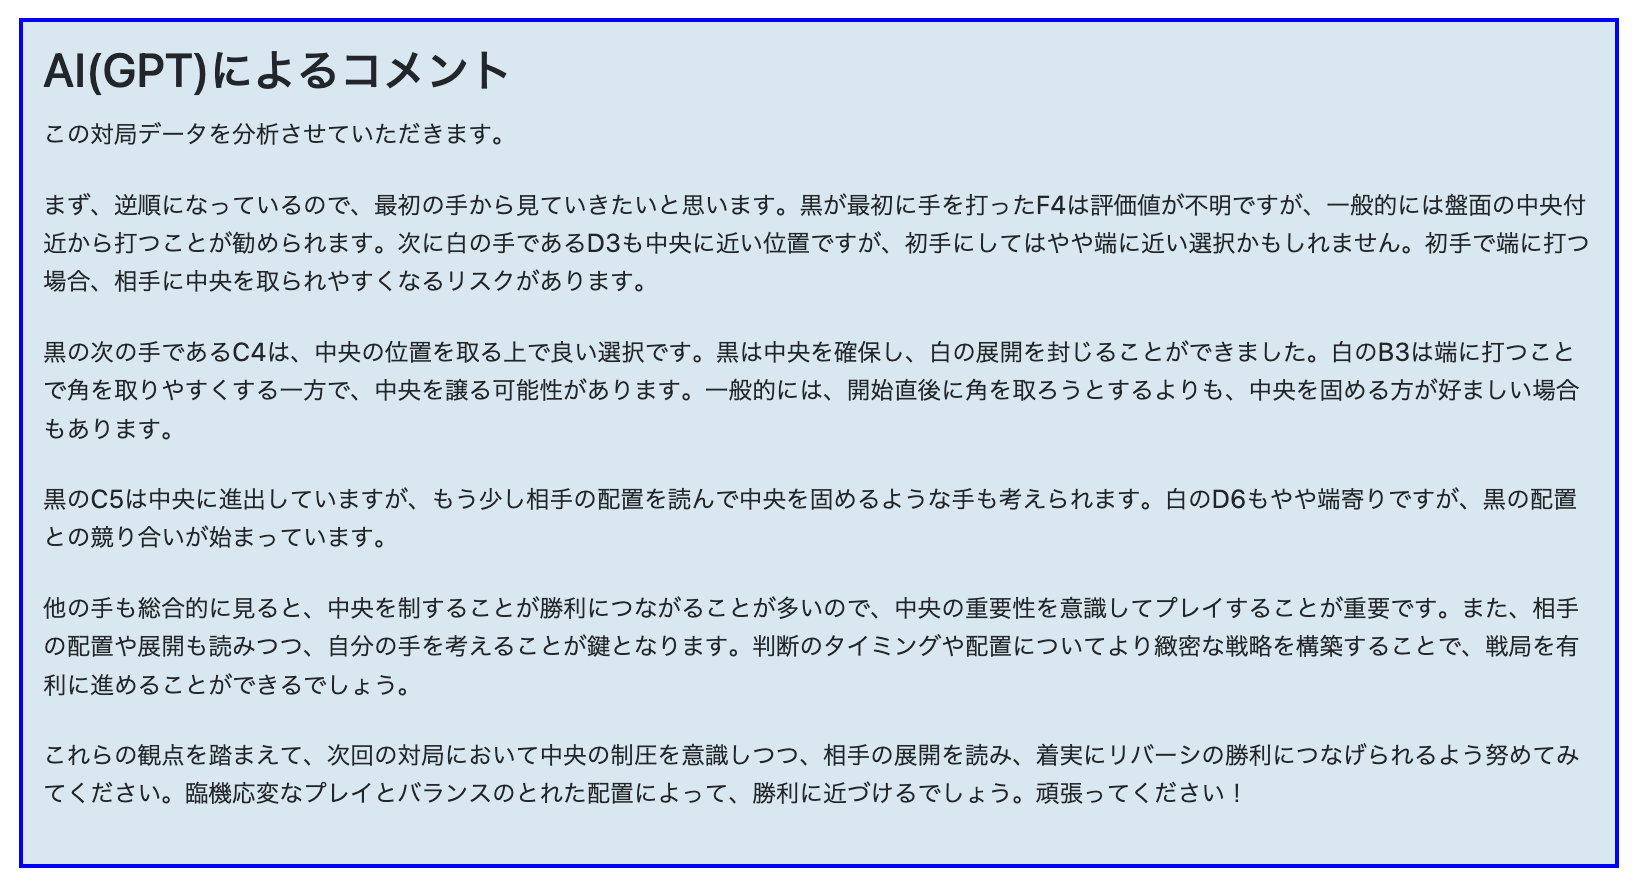 AI(GPT)によるコメント
この対局データを分析させていただきます。
まず、逆順になっているので、最初の手から見ていきたいと思います。黒が最初に手を打ったF4は評価値が不明ですが、一般的には盤面の中央付
近から打つことが勧められます。次に白の手であるD3も中央に近い位置ですが、初手にしてはやや端に近い選択かもしれません。初手で端に打つ
場合、相手に中央を取られやすくなるリスクがあります。
黒の次の手であるC4は、中央の位置を取る上で良い選択です。黒は中央を確保し、白の展開を封じることができました。白のB3は端に打つこと
で角を取りやすくする一方で、中央を譲る可能性があります。一般的には、開始直後に角を取ろうとするよりも、中央を固める方が好ましい場合
もあります。
黒のC5は中央に進出していますが、もう少し相手の配置を読んで中央を固めるような手も考えられます。白のD6もやや端寄りですが、黒の配置
との競り合いが始まっています。
他の手も総合的に見ると、中央を制することが勝利につながることが多いので、中央の重要性を意識してプレイすることが重要です。また、相手
の配置や展開も読みつつ、自分の手を考えることが鍵となります。判断のタイミングや配置についてより緻密な戦略を構築することで、戦局を有
利に進めることができるでしょう。
これらの観点を踏まえて、次回の対局において中央の制圧を意識しつつ、相手の展開を読み、着実にリバーシの勝利につなげられるよう努めてみ
てください。臨機応変なプレイとバランスのとれた配置によって、勝利に近づけるでしょう。頑張ってください！